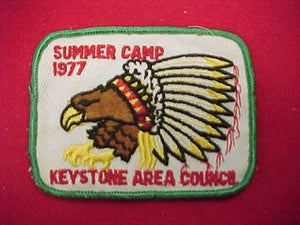 SUMMER CAMP
1977
KEYSTONE AREA COUNCIL